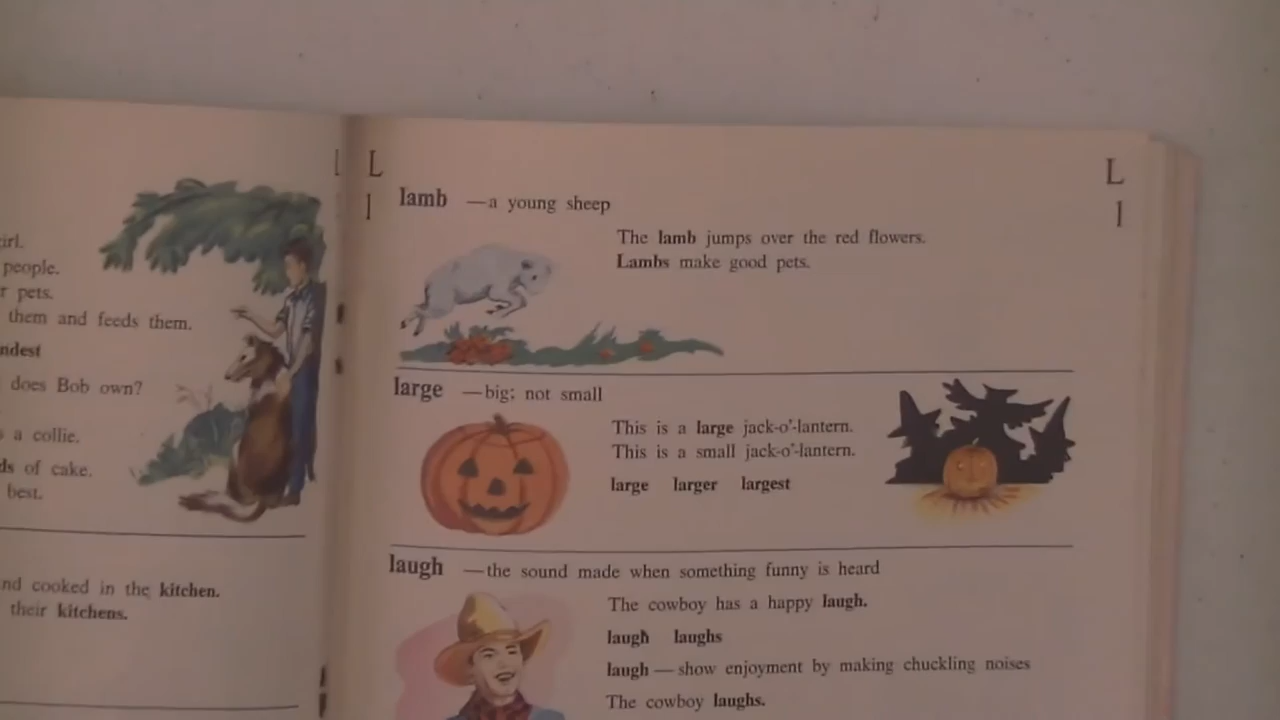 irl.
people.
r pets.
them and feeds them.
ndest
does Bob own?
a collie.
ds of cake.
best.
nd cooked in the kitchen.
their kitchens.
l
L
l
L
l
lamb —a young sheep
The lamb jumps over the red flowers.
Lambs make good pets.
large —big; not small
This is a large jack-o'-lantern.
This is a small jack-o'-lantern.
large larger largest
laugh —the sound made when something funny is heard
The cowboy has a happy laugh.
laugh laughs
laugh — show enjoyment by making chuckling noises
The cowboy laughs.